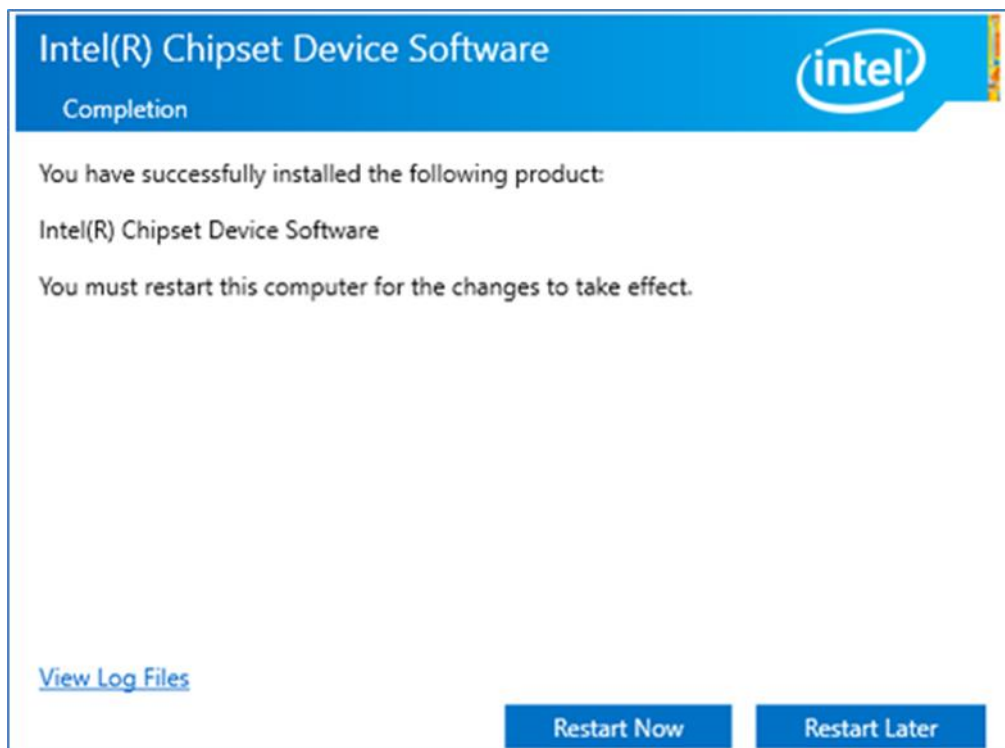 Intel(R) Chipset Device Software
intel
Completion
You have successfully installed the following product:
Intel(R) Chipset Device Software
You must restart this computer for the changes to take effect.
View Log Files
Restart Now
Restart Later